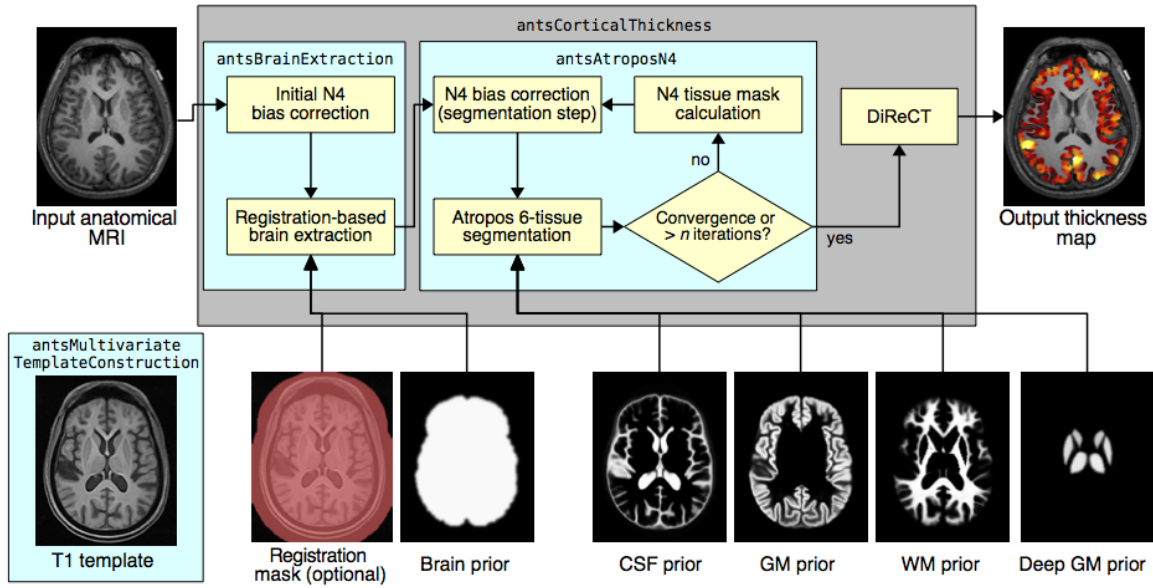 antsCorticalThickness
antsBrainExtraction
antsAtroposN4
Initial N4
bias correction
N4 bias correction
(segmentation step)
N4 tissue mask
calculation
DiReCT
no
Input anatomical
MRI
Registration-based
brain extraction
Atropos 6-tissue
segmentation
Convergence or
> n iterations?
yes
Output thickness
map
antsMultivariate
TemplateConstruction
T1 template
Registration
mask (optional)
Brain prior
CSF prior
GM prior
WM prior
Deep GM prior